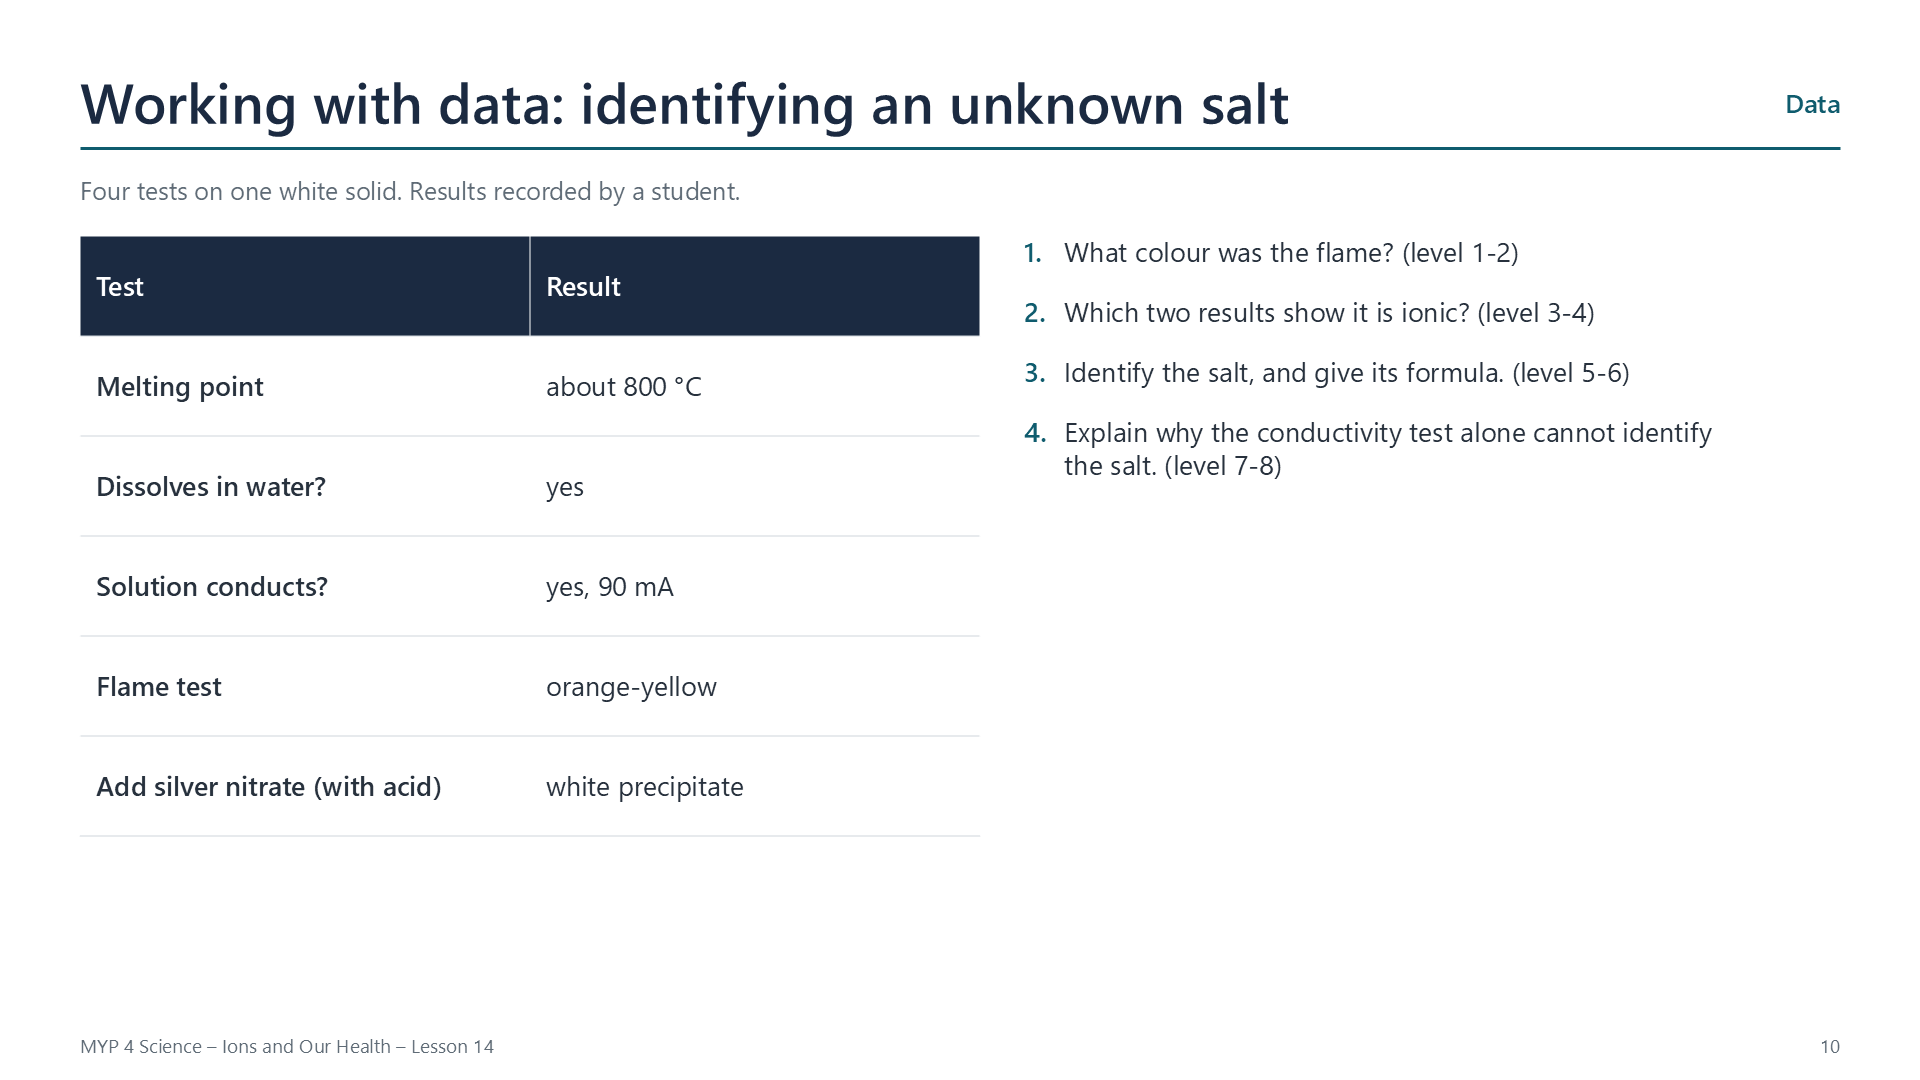 Working with data: identifying an unknown salt
Data
Four tests on one white solid. Results recorded by a student.
Test
Result
Melting point
about 800 °C
Dissolves in water?
yes
Solution conducts?
yes, 90 mA
Flame test
orange-yellow
Add silver nitrate (with acid)
white precipitate
1. What colour was the flame? (level 1-2)
2. Which two results show it is ionic? (level 3-4)
3. Identify the salt, and give its formula. (level 5-6)
4. Explain why the conductivity test alone cannot identify
the salt. (level 7-8)
MYP 4 Science – Ions and Our Health – Lesson 14
10